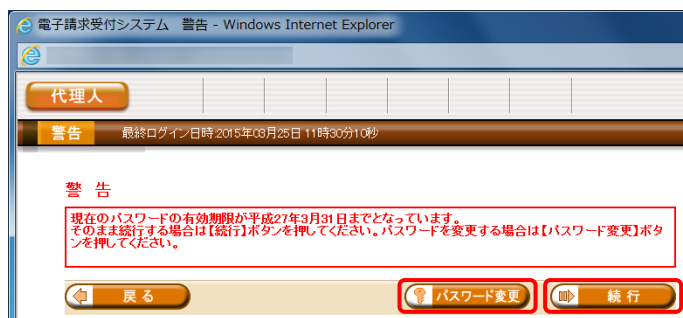 電子請求受付システム　警告 - Windows Internet Explorer
代理人
警告　最終ログイン日時:2015年03月25日 11時30分10秒
警 告
現在のパスワードの有効期限が平成27年3月31日までとなっています。
そのまま続行する場合は【続行】ボタンを押してください。パスワードを変更する場合は【パスワード変更】ボタ
ンを押してください。
戻 る　パスワード変更　続 行